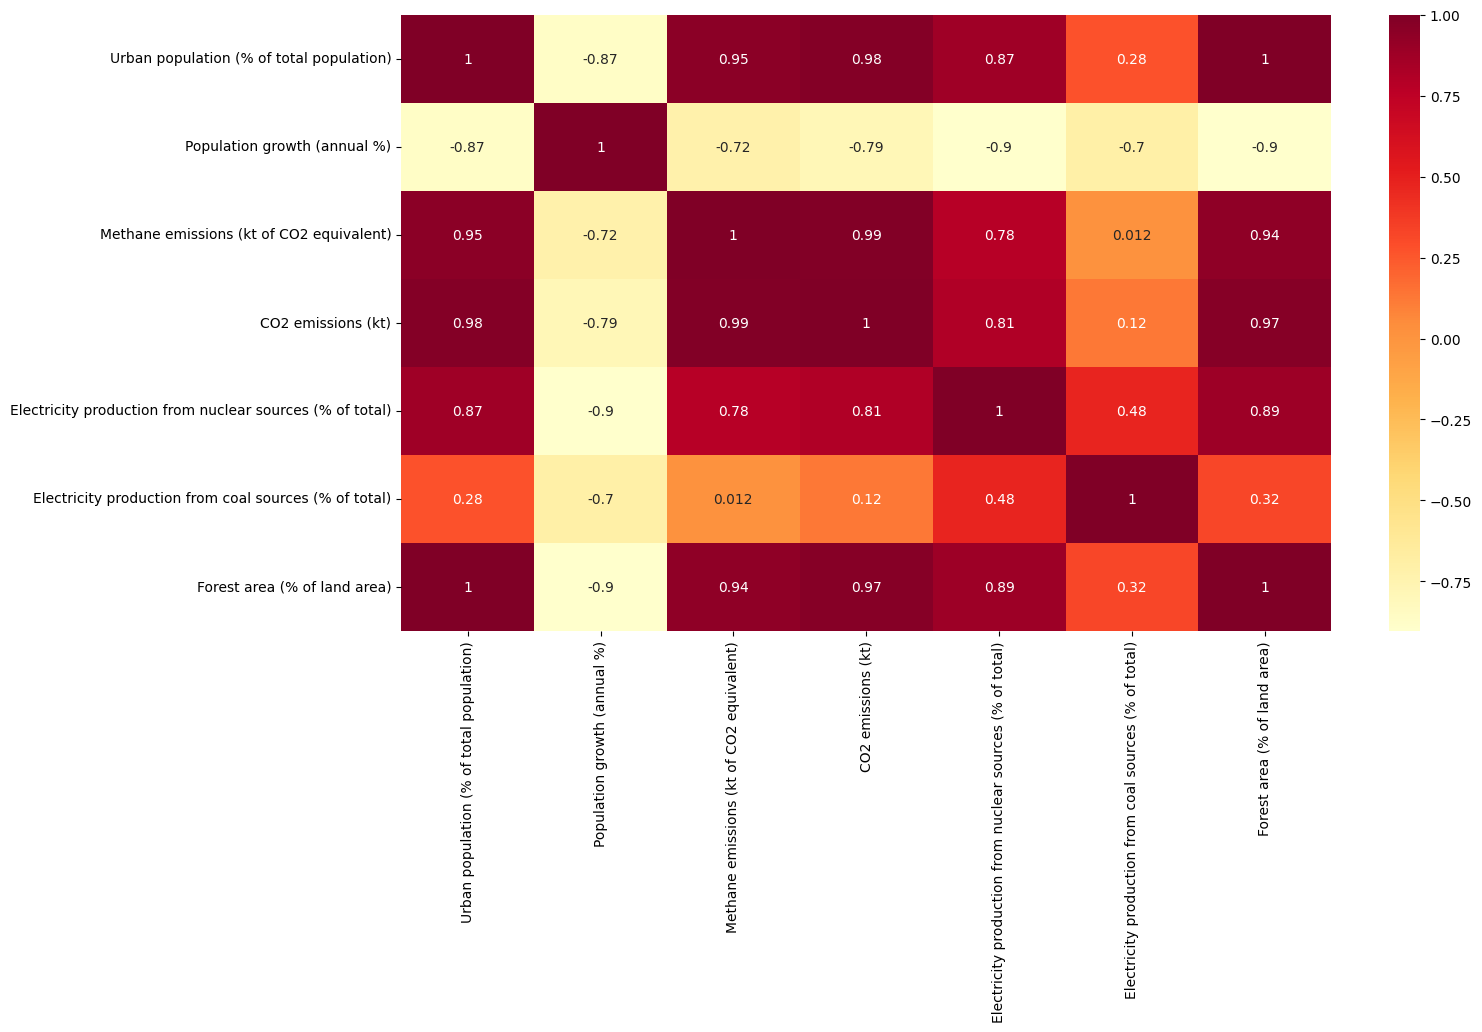 Urban population (% of total population) 1 -0.87 0.95 0.98 0.87 0.28 1
Population growth (annual %) -0.87 1 -0.72 -0.79 -0.9 -0.7 -0.9
Methane emissions (kt of CO2 equivalent) 0.95 -0.72 1 0.99 0.78 0.012 0.94
CO2 emissions (kt) 0.98 -0.79 0.99 1 0.81 0.12 0.97
Electricity production from nuclear sources (% of total) 0.87 -0.9 0.78 0.81 1 0.48 0.89
Electricity production from coal sources (% of total) 0.28 -0.7 0.012 0.12 0.48 1 0.32
Forest area (% of land area) 1 -0.9 0.94 0.97 0.89 0.32 1
Urban population (% of total population)
Population growth (annual %)
Methane emissions (kt of CO2 equivalent)
CO2 emissions (kt)
Electricity production from nuclear sources (% of total)
Electricity production from coal sources (% of total)
Forest area (% of land area)
1.00
0.75
0.50
0.25
0.00
−0.25
−0.50
−0.75